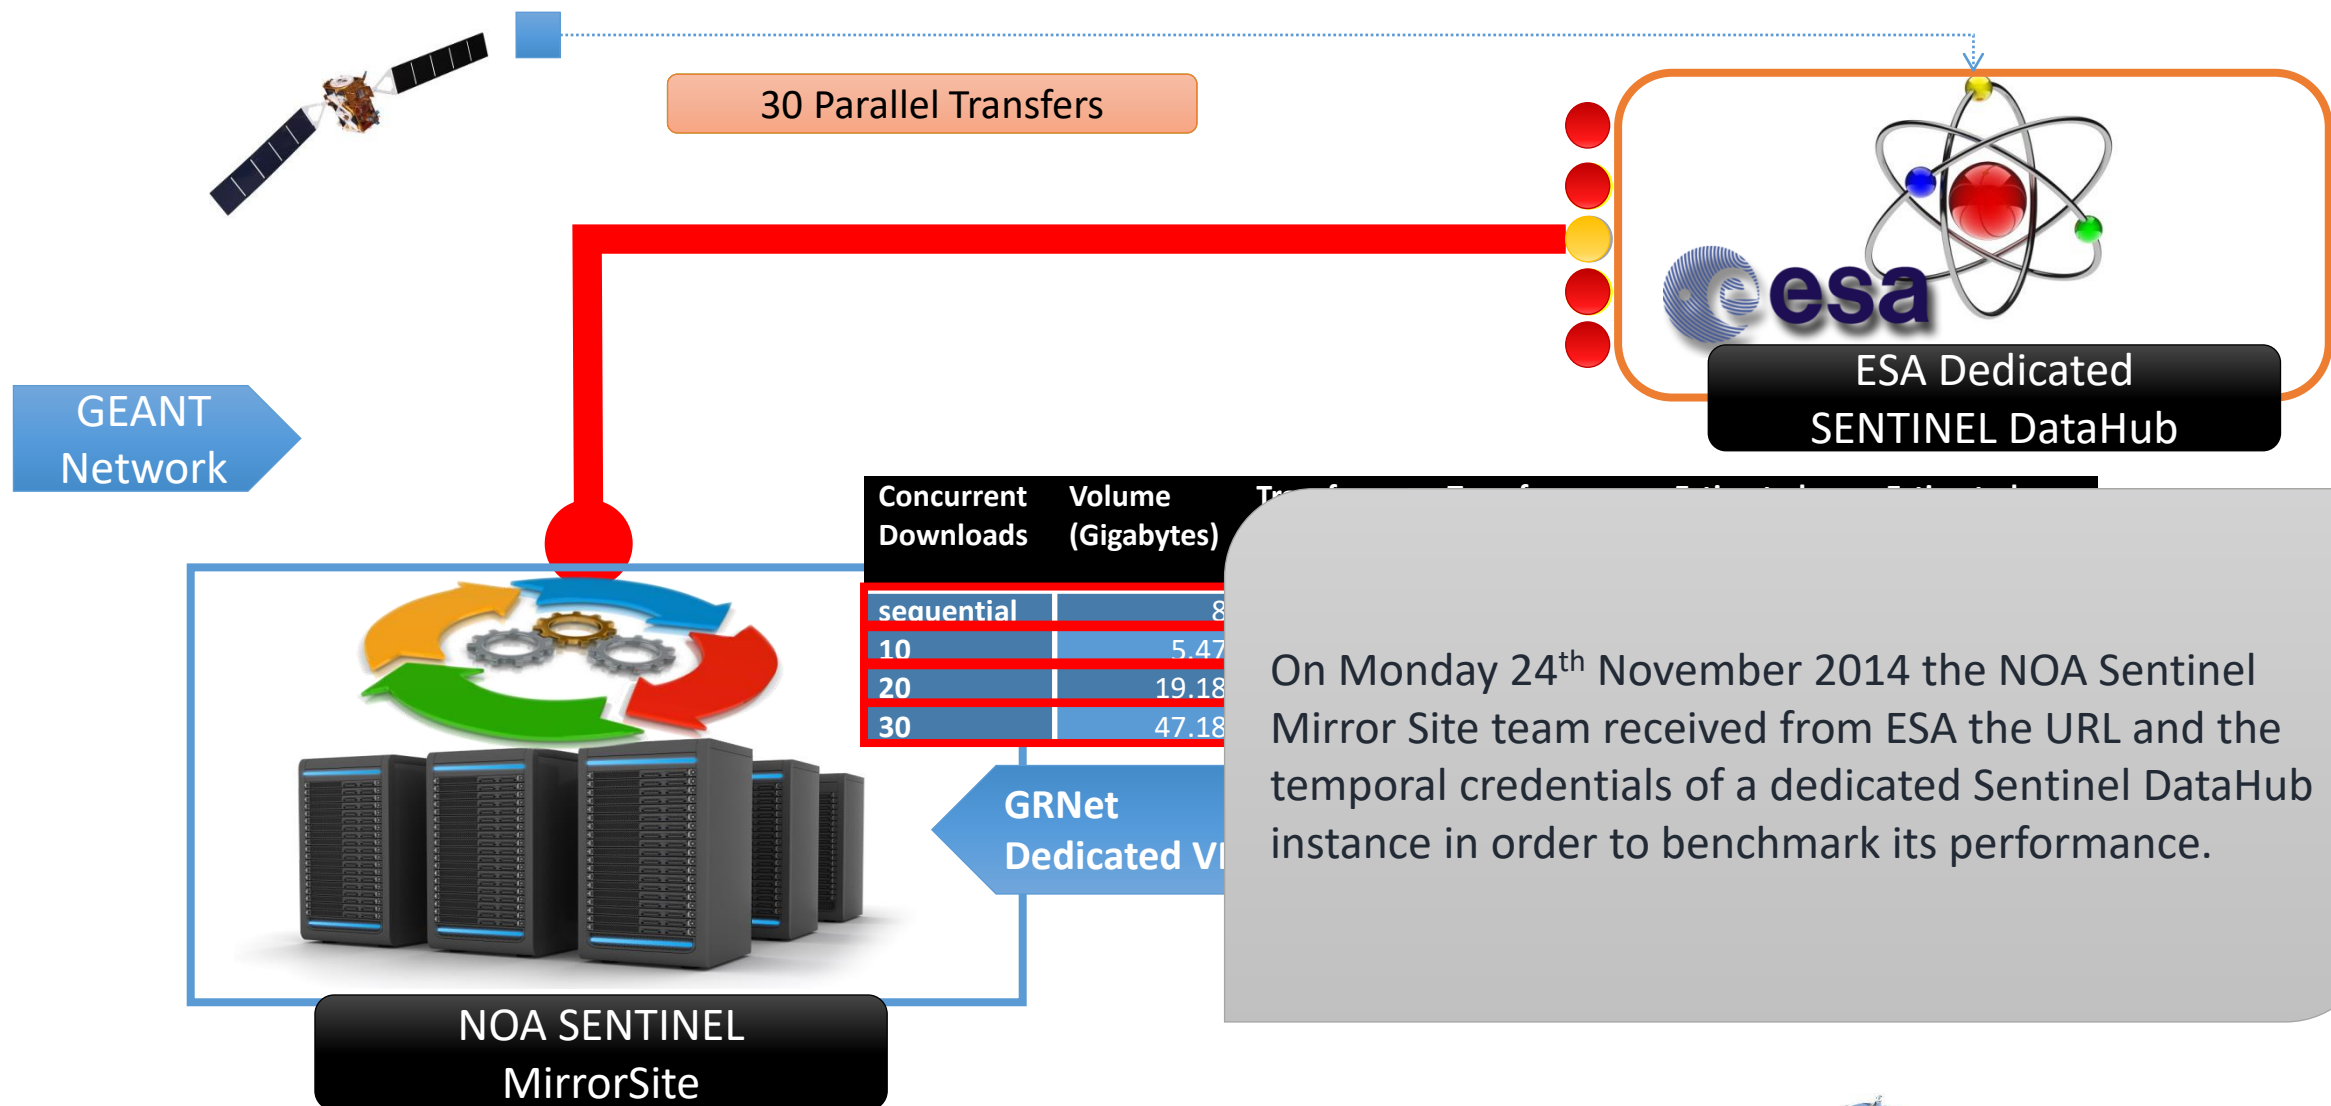 30 Parallel Transfers
esa
ESA Dedicated
SENTINEL DataHub
GEANT
Network
Concurrent Volume
Downloads (Gigabytes)
sequential 8
10 5.47
20 19.18
30 47.18
GRNet
Dedicated
On Monday 24th November 2014 the NOA Sentinel
Mirror Site team received from ESA the URL and the
temporal credentials of a dedicated Sentinel DataHub
instance in order to benchmark its performance.
NOA SENTINEL
MirrorSite